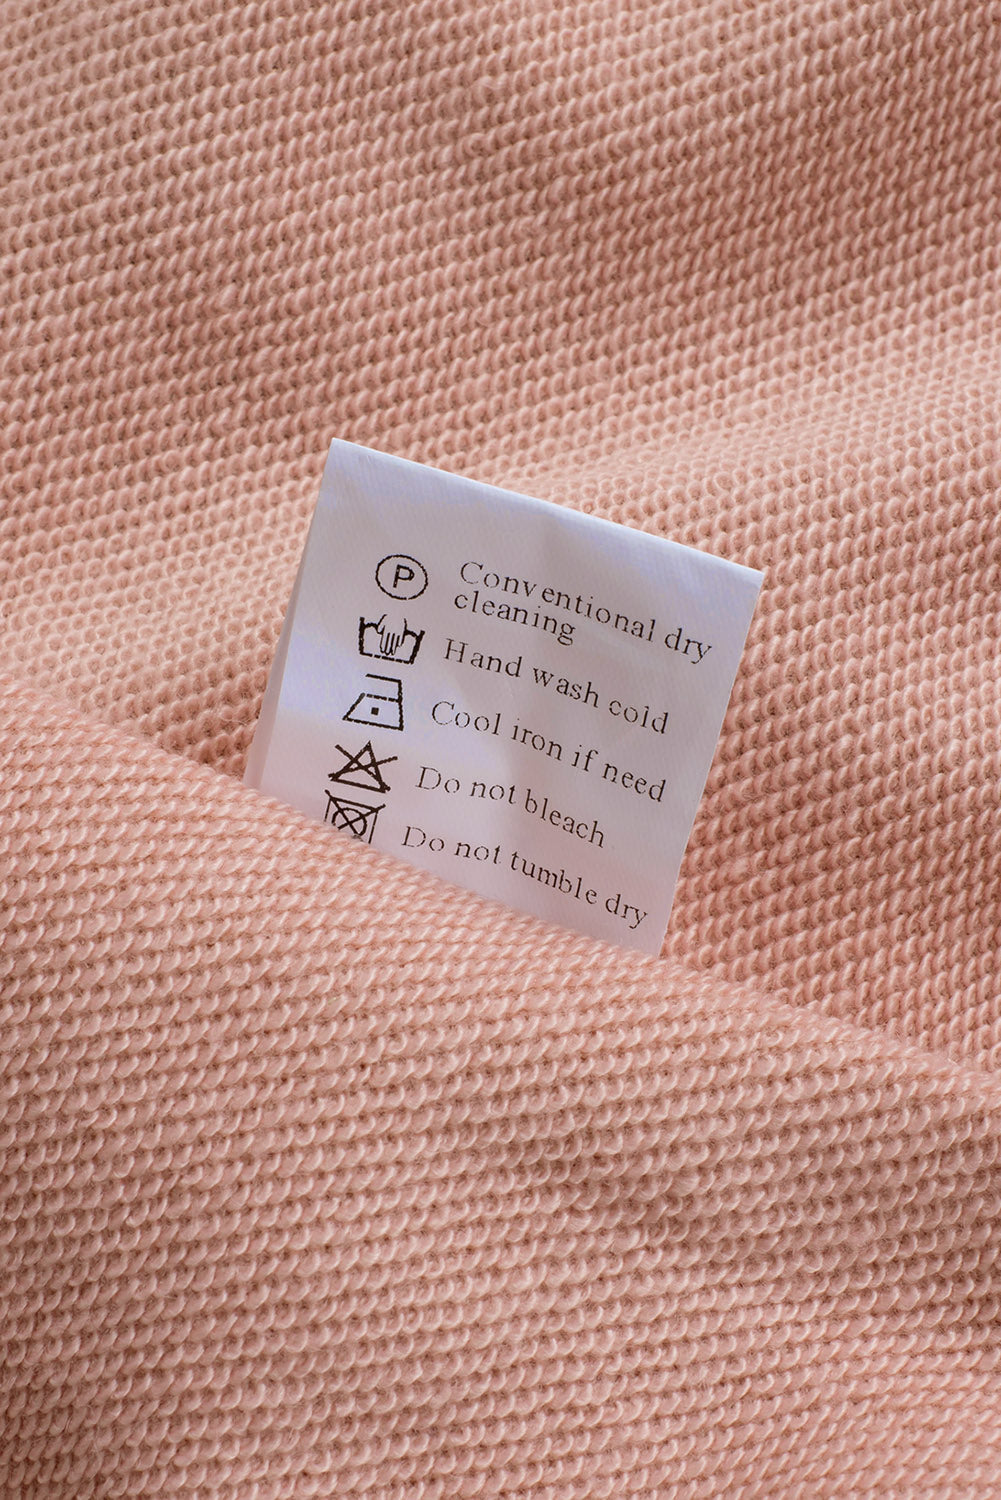 P Conventional dry
cleaning
Hand wash cold
Cool iron if need
Do not bleach
Do not tumble dry